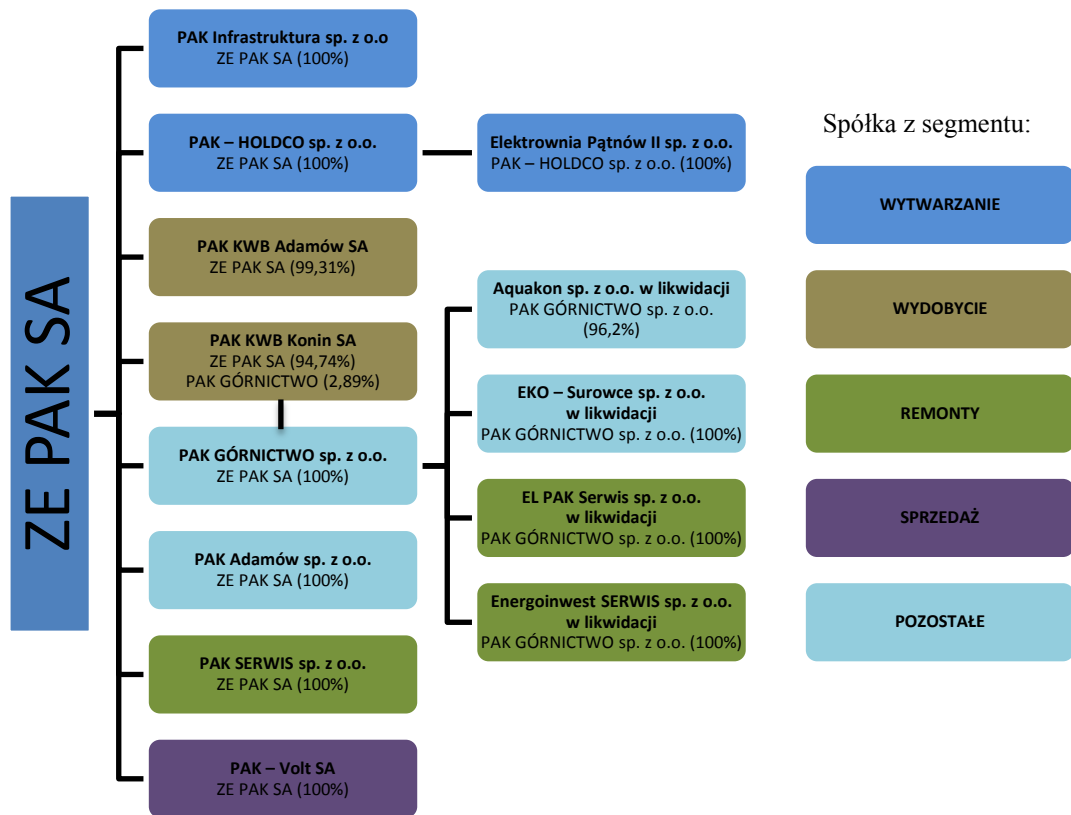 ZE PAK SA
PAK Infrastruktura sp. z o.o
ZE PAK SA (100%)
PAK – HOLDCO sp. z o.o.
ZE PAK SA (100%)
Elektrownia Pątnów II sp. z o.o.
PAK – HOLDCO sp. z o.o. (100%)
PAK KWB Adamów SA
ZE PAK SA (99,31%)
PAK KWB Konin SA
ZE PAK SA (94,74%)
PAK GÓRNICTWO (2,89%)
PAK GÓRNICTWO sp. z o.o.
ZE PAK SA (100%)
Aquakon sp. z o.o. w likwidacji
PAK GÓRNICTWO sp. z o.o.
(96,2%)
EKO – Surowce sp. z o.o.
w likwidacji
PAK GÓRNICTWO sp. z o.o. (100%)
EL PAK Serwis sp. z o.o.
w likwidacji
PAK GÓRNICTWO sp. z o.o. (100%)
Energoinwest SERWIS sp. z o.o.
w likwidacji
PAK GÓRNICTWO sp. z o.o. (100%)
PAK Adamów sp. z o.o.
ZE PAK SA (100%)
PAK SERWIS sp. z o.o.
ZE PAK SA (100%)
PAK – Volt SA
ZE PAK SA (100%)
Spółka z segmentu:
WYTWARZANIE
WYDOBYCIE
REMONTY
SPRZEDAŻ
POZOSTAŁE